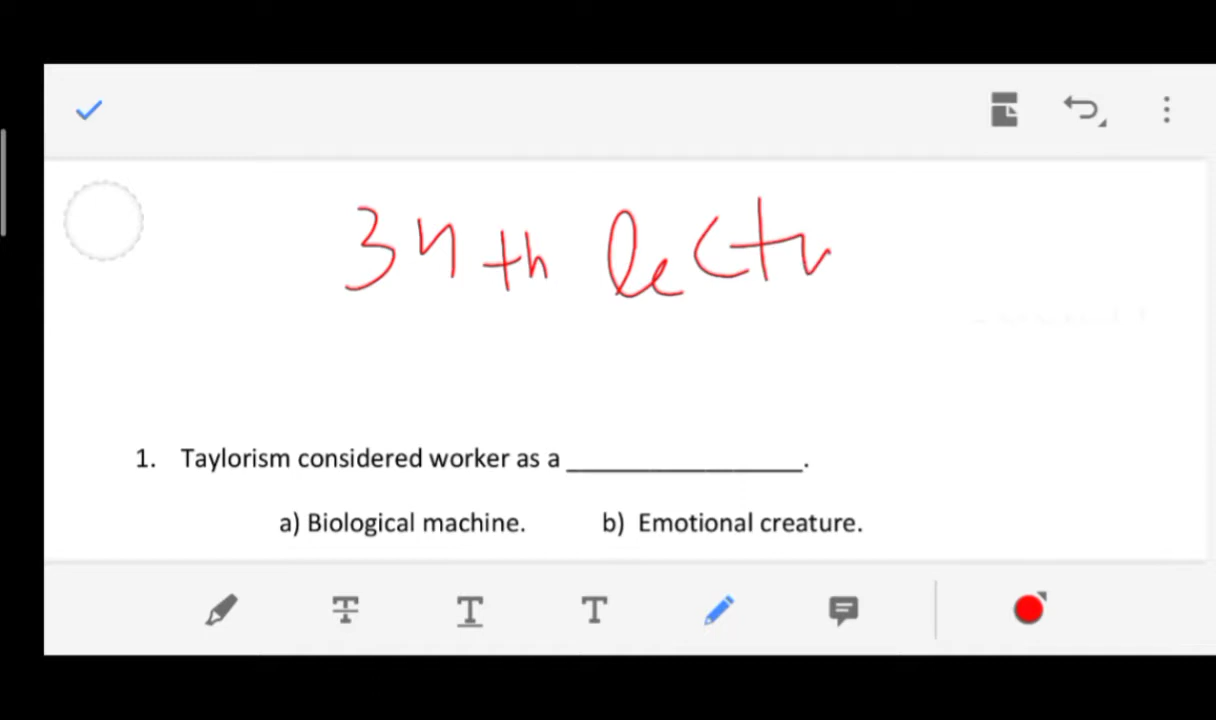 34th lectr
1. Taylorism considered worker as a _________________.
a) Biological machine. b) Emotional creature.